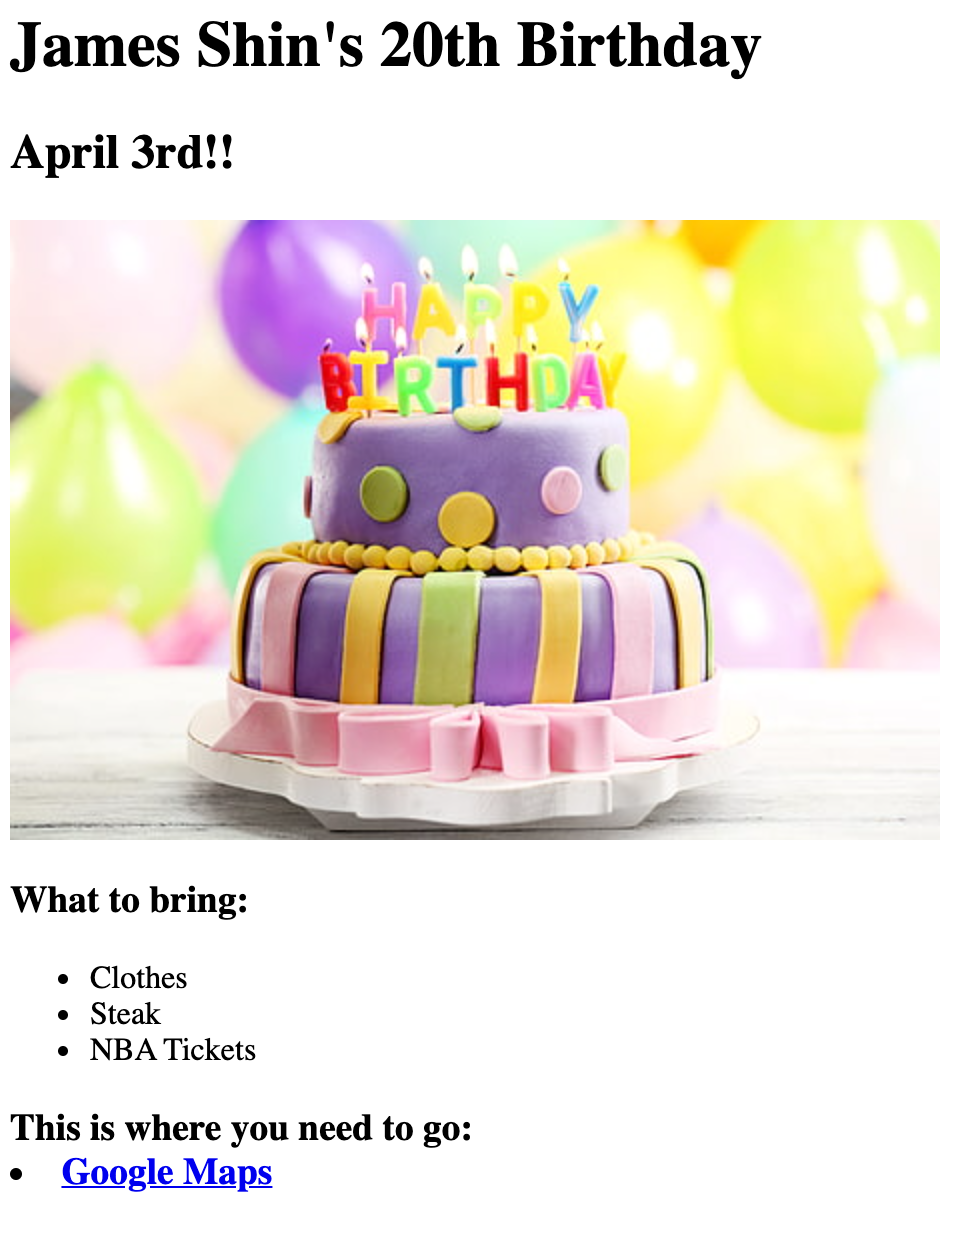 James Shin's 20th Birthday
April 3rd!!
HAPPY
BIRTHDAY
What to bring:
Clothes
Steak
NBA Tickets
This is where you need to go:
Google Maps